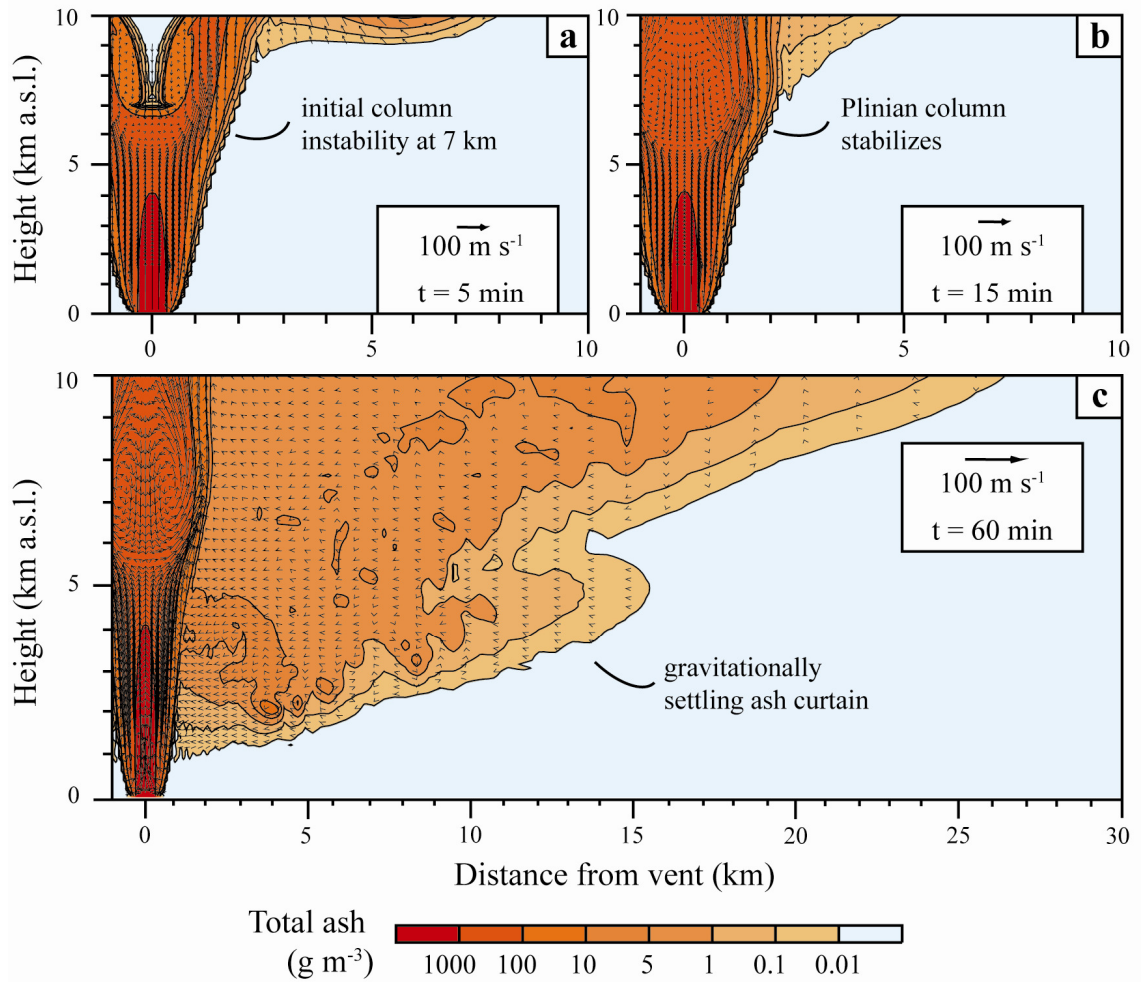 a
b
10
5
0
Height (km a.s.l.)
initial column
instability at 7 km
100 m s⁻¹
t = 5 min
0
5
10
10
5
0
Plinian column
stabilizes
100 m s⁻¹
t = 15 min
0
5
10
c
10
5
0
Height (km a.s.l.)
100 m s⁻¹
t = 60 min
gravitationally
settling ash curtain
0
5
10
15
20
25
30
Distance from vent (km)
Total ash
(g m⁻³)
1000
100
10
5
1
0.1
0.01